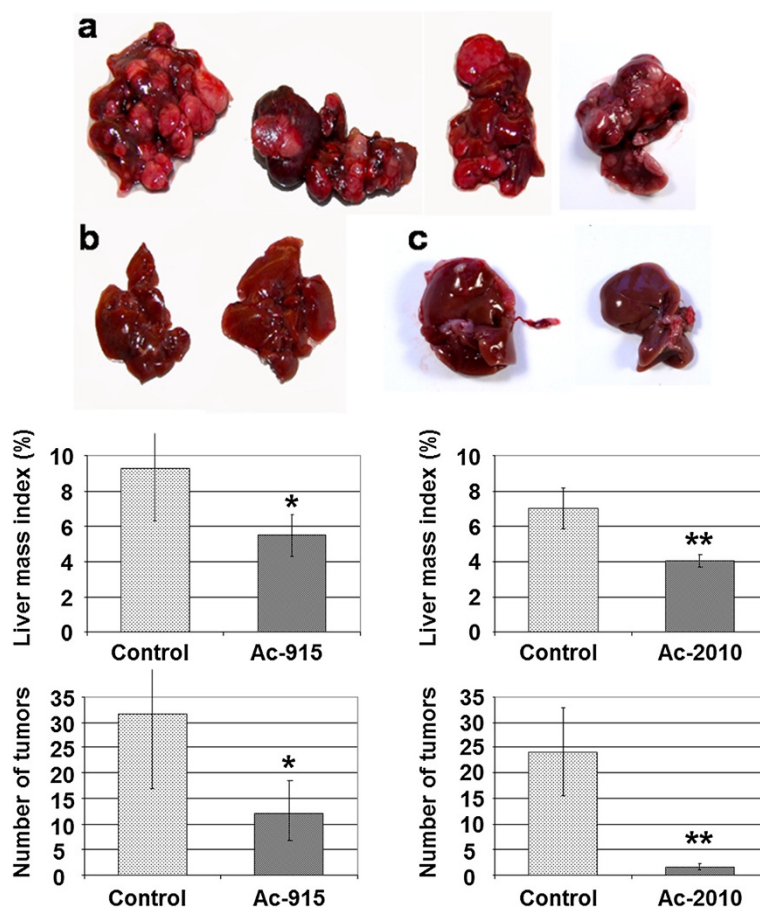 a
b
c
Liver mass index (%)
10
8
6
4
2
0
*
Control
Ac-915
Liver mass index (%)
10
8
6
4
2
0
**
Control
Ac-2010
Number of tumors
35
30
25
20
15
10
5
0
*
Control
Ac-915
Number of tumors
35
30
25
20
15
10
5
0
**
Control
Ac-2010